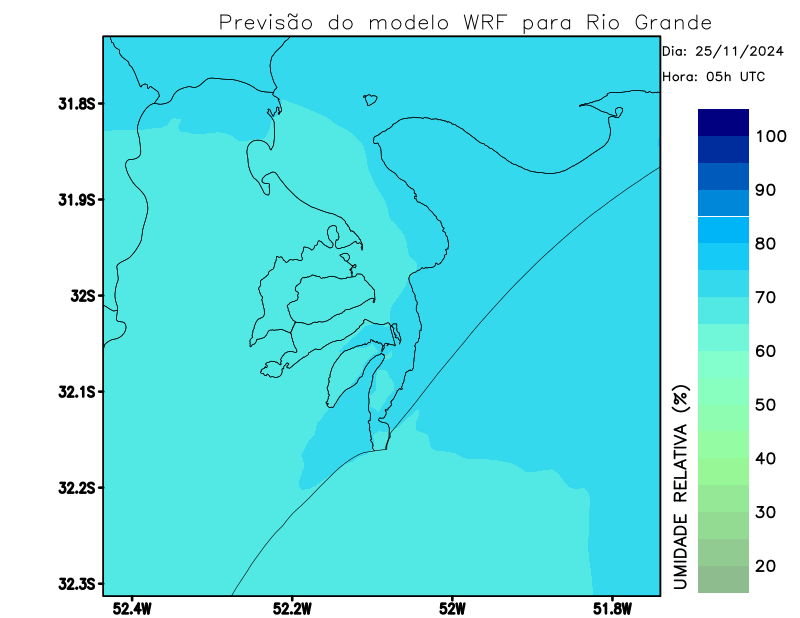 Previsão do modelo WRF para Rio Grande
Dia: 25/11/2024
Hora: 05h UTC
31.8S
31.9S
32S
32.1S
32.2S
32.3S
52.4W
52.2W
52W
51.8W
100
90
80
70
60
50
40
30
20
UMIDADE RELATIVA (%)